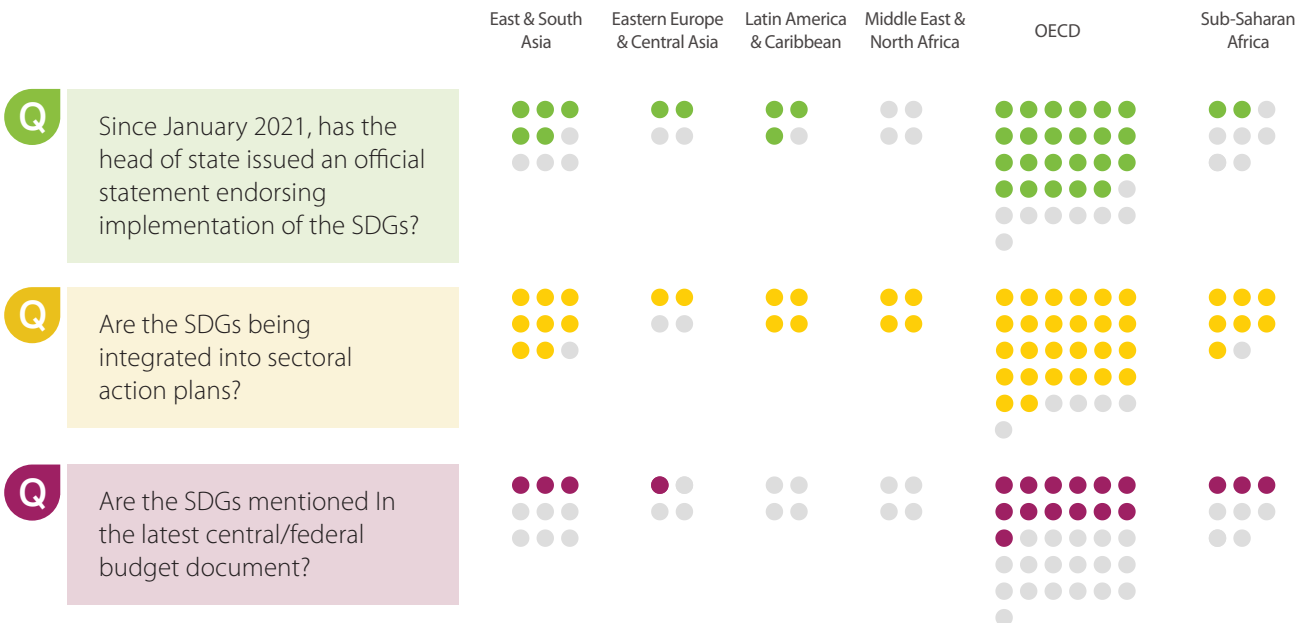 East & South
Asia
Eastern Europe
& Central Asia
Latin America
& Caribbean
Middle East &
North Africa
OECD
Sub-Saharan
Africa
Q
Since January 2021, has the
head of state issued an official
statement endorsing
implementation of the SDGs?
Q
Are the SDGs being
integrated into sectoral
action plans?
Q
Are the SDGs mentioned In
the latest central/federal
budget document?